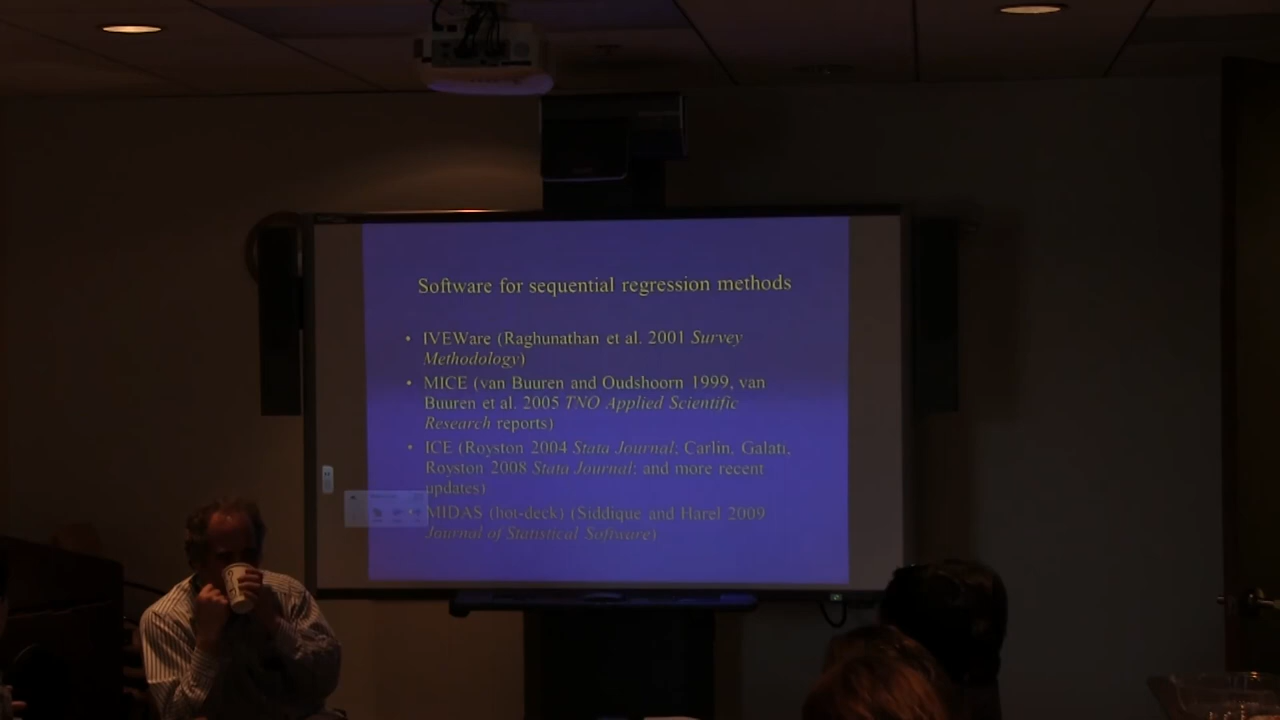 Software for sequential regression methods
• IVEWare (Raghunathan et al. 2001 Survey
Methodology)
• MICE (van Buuren and Oudshoorn 1999, van
Buuren et al. 2005 TNO Applied Scientific
Research reports)
• ICE (Royston 2004 Stata Journal; Carlin, Galati,
Royston 2008 Stata Journal; and more recent
updates)
• MIDAS (hot-deck) (Siddique and Harel 2009
Journal of Statistical Software)